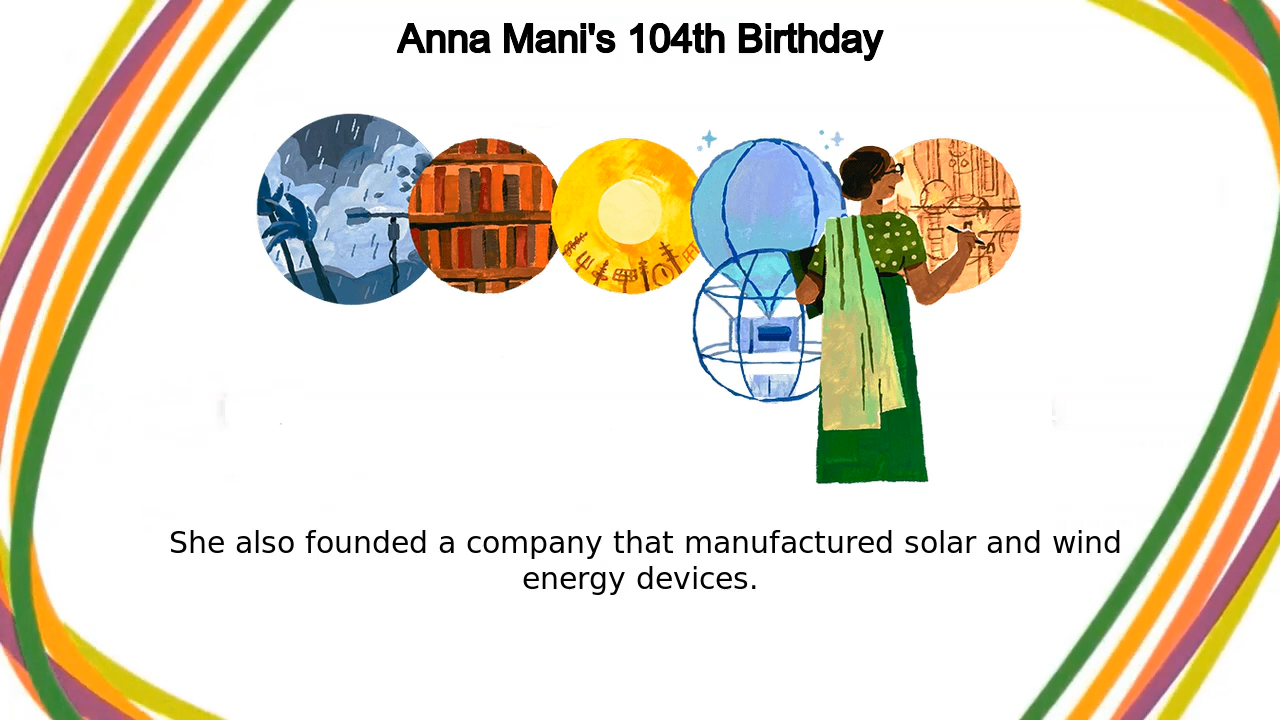 Anna Mani's 104th Birthday
She also founded a company that manufactured solar and wind
energy devices.